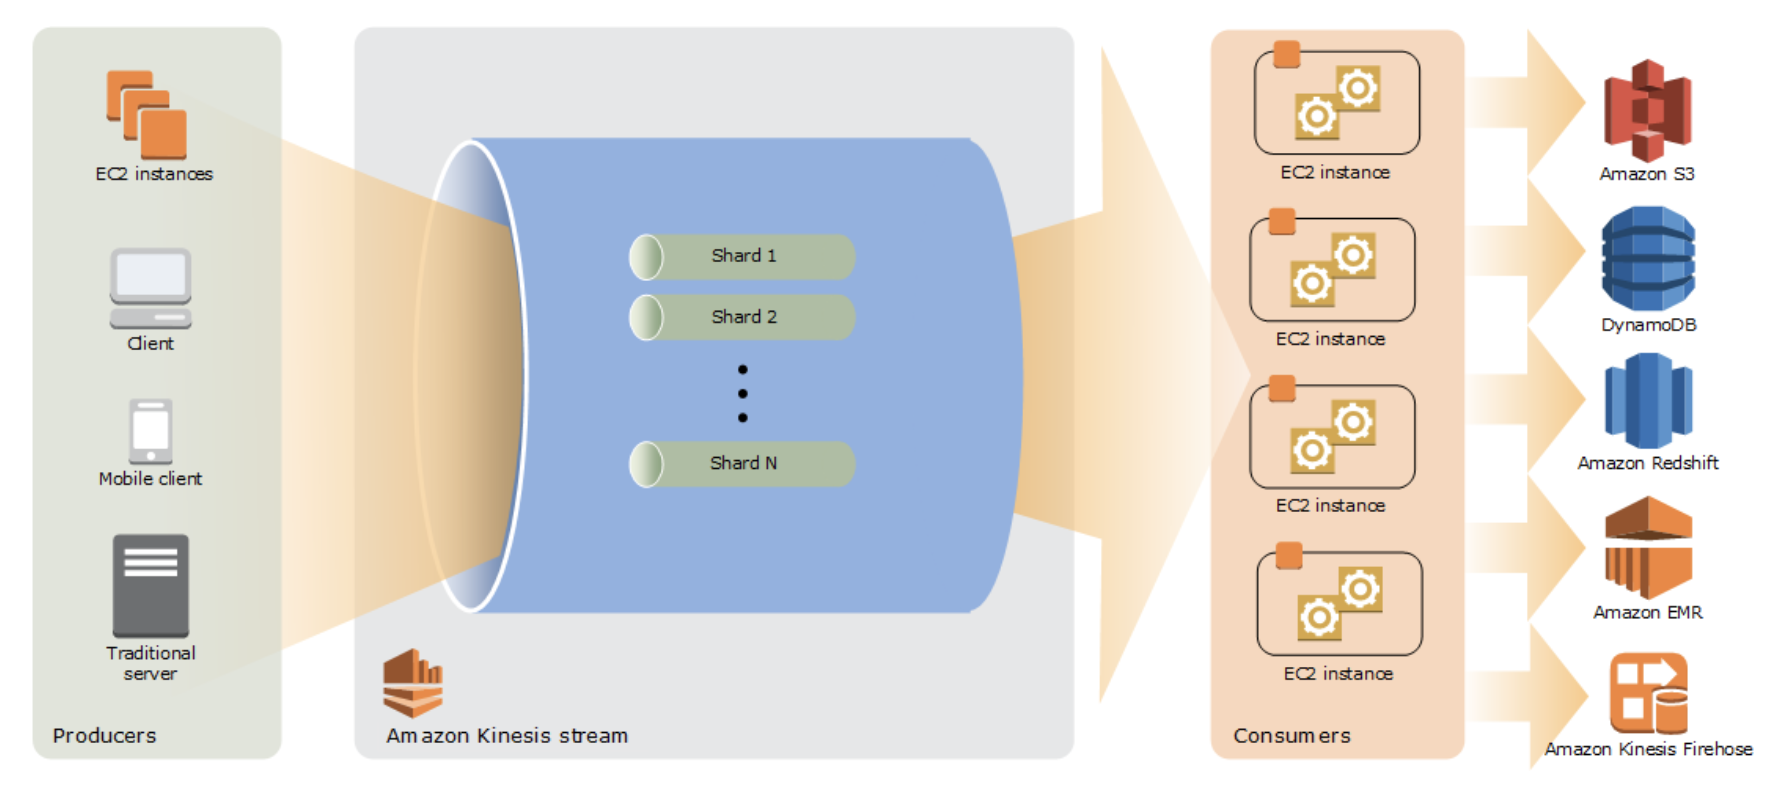 EC2 instances
Client
Mobile client
Traditional
server
Producers
Shard 1
Shard 2
Shard N
Amazon Kinesis stream
EC2 instance
EC2 instance
EC2 instance
EC2 instance
Consumers
Amazon S3
DynamoDB
Amazon Redshift
Amazon EMR
Amazon Kinesis Firehose